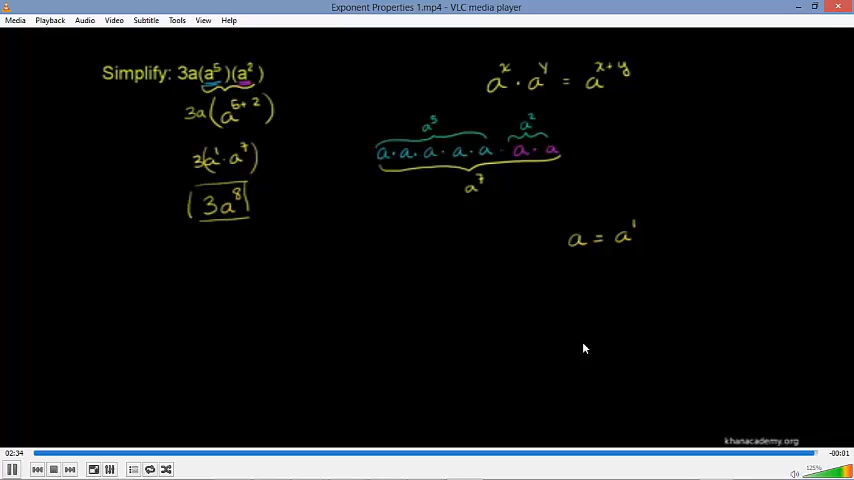 Exponent Properties 1.mp4 - VLC media player
Media Playback Audio Video Subtitle Tools View Help
Simplify: 3a(a⁵)(a²)
3a(a⁵⁺²)
3(a¹·a⁷)
3a⁸
aˣ · aʸ = aˣ⁺ʸ
a⁵ a²
a·a·a·a·a · a·a
a⁷
a = a¹
khanacademy.org
02:34 -00:01
125%